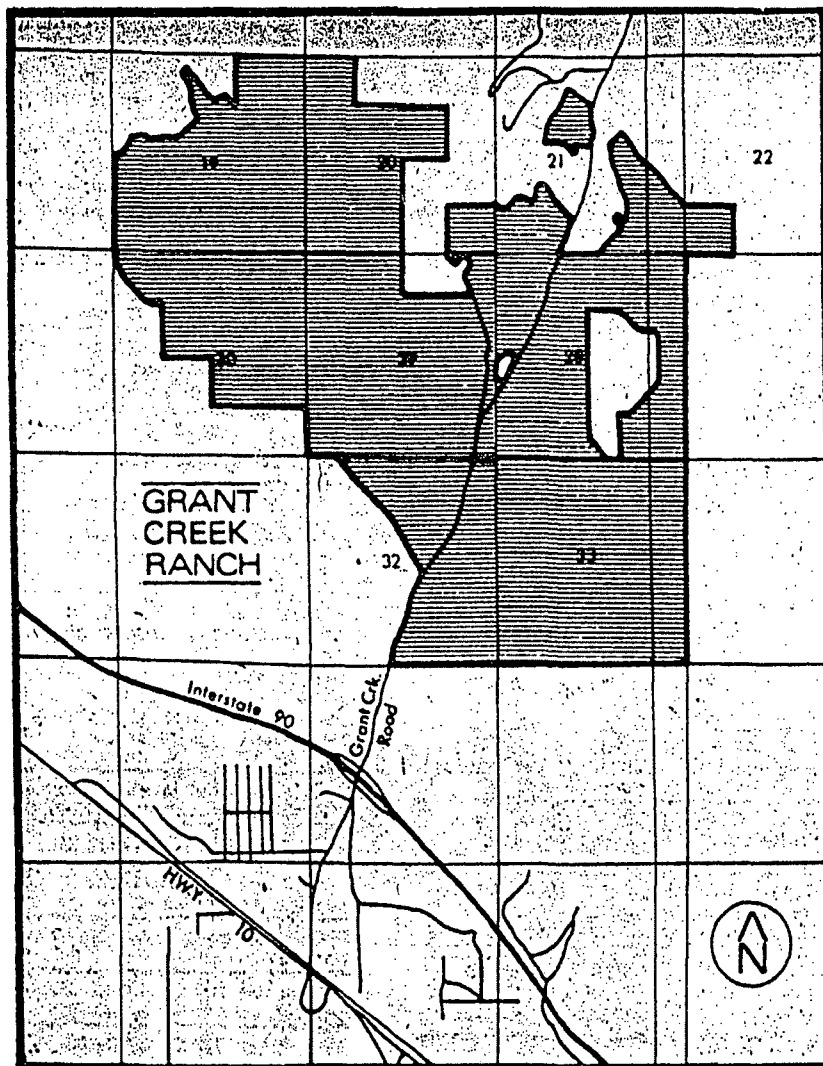 19
20
21
22
30
29
28
GRANT
CREEK
RANCH
32
33
Interstate 90
Grant Crk.
Road
HWY. 10
N